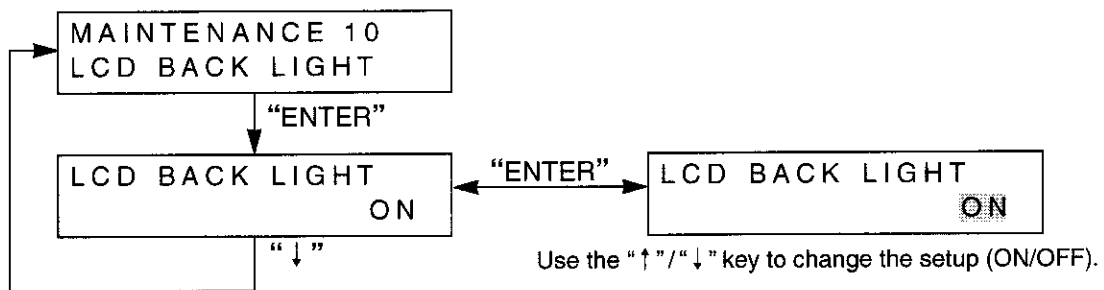 MAINTENANCE 10
LCD BACK LIGHT
“ENTER”
LCD BACK LIGHT
ON
“ENTER”
LCD BACK LIGHT
ON
“↓”
Use the “↑”/“↓” key to change the setup (ON/OFF).